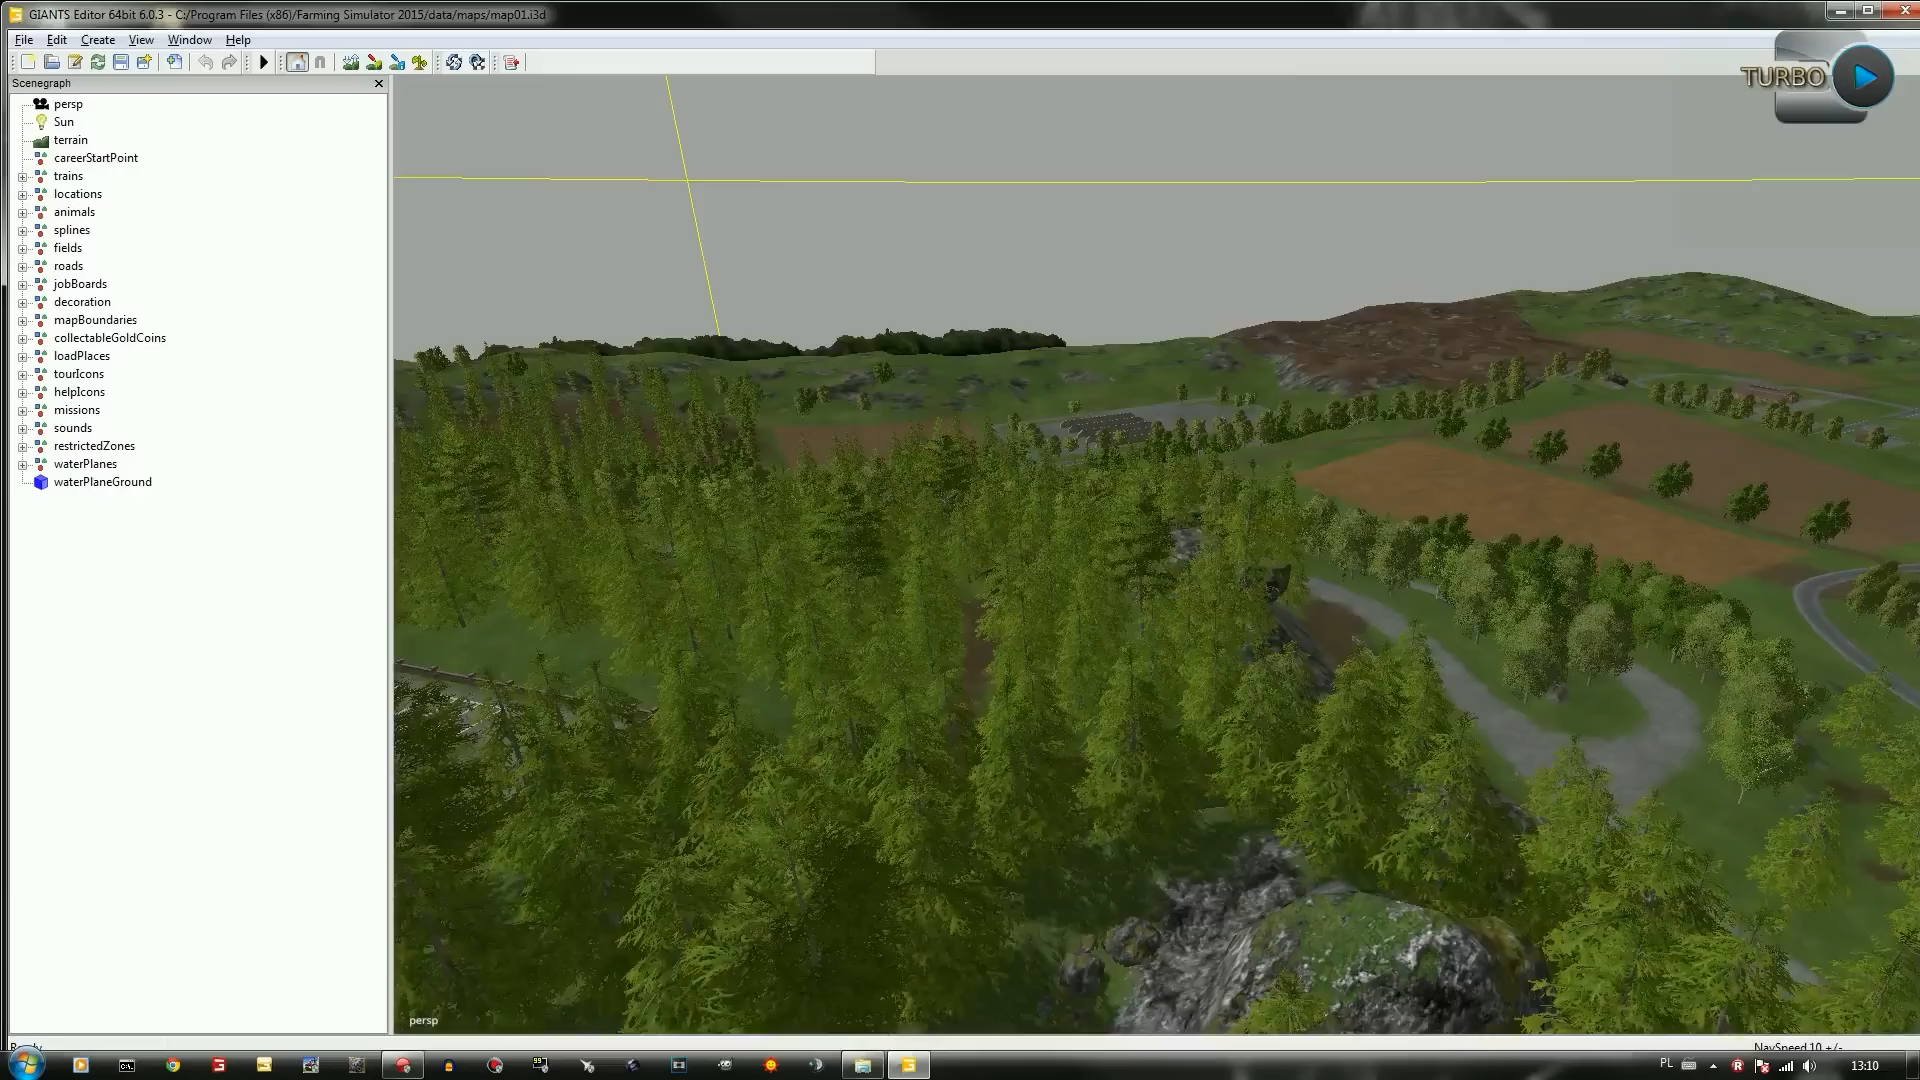 GIANTS Editor 64bit 6.0.3 - C:/Program Files (x86)/Farming Simulator 2015/data/maps/map01.i3d
File Edit Create View Window Help
TURBO
Scenegraph
persp
Sun
terrain
careerStartPoint
trains
locations
animals
splines
fields
roads
jobBoards
decoration
mapBoundaries
collectableGoldCoins
loadPlaces
tourIcons
helpIcons
missions
sounds
restrictedZones
waterPlanes
waterPlaneGround
persp
NavSpeed 10 +/-
PL
13:10